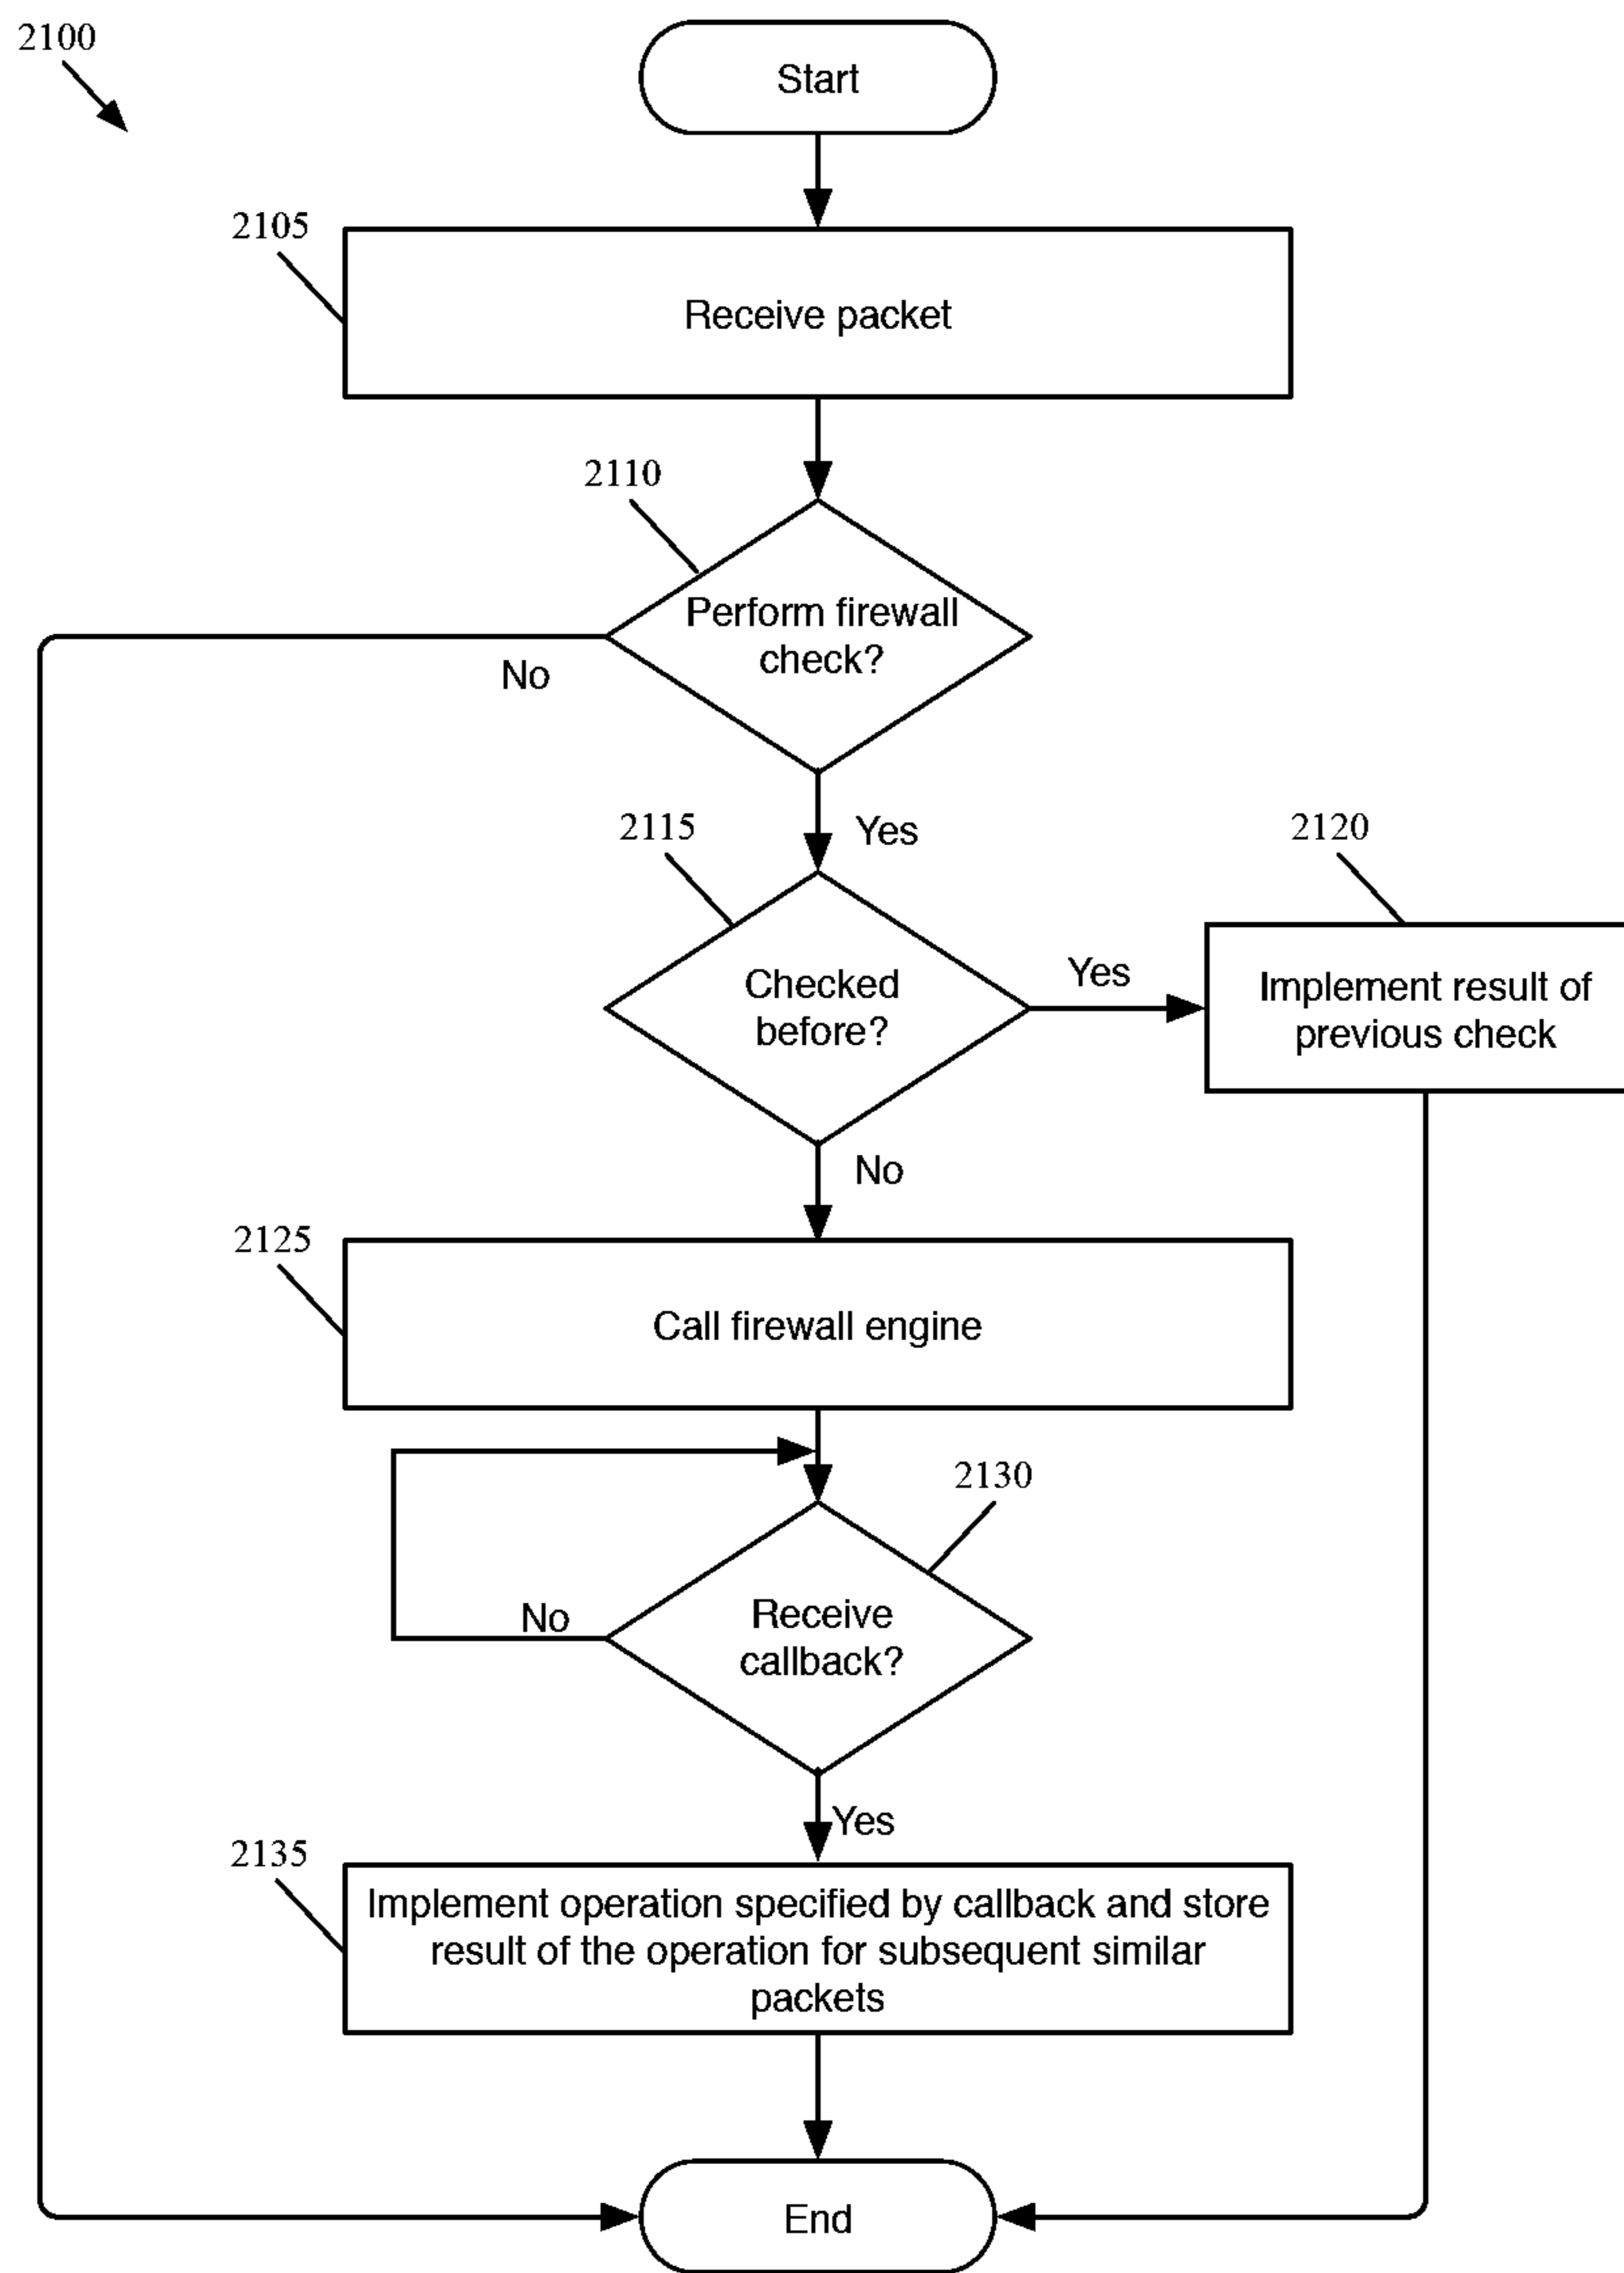 2100
Start
2105
Receive packet
2110
Perform firewall
check?
No
Yes
2115
2120
Checked
before?
Yes
Implement result of
previous check
No
2125
Call firewall engine
2130
Receive
callback?
No
Yes
2135
Implement operation specified by callback and store
result of the operation for subsequent similar
packets
End